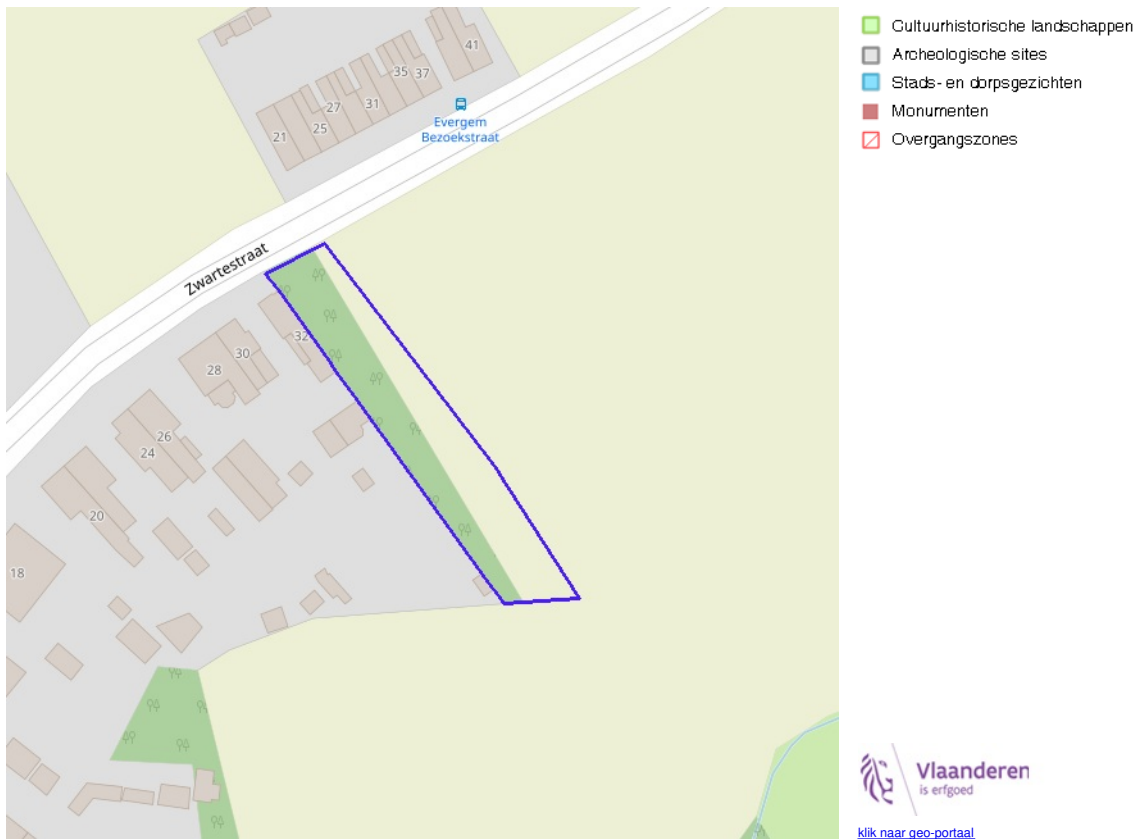 41
35
37
27
31
25
21
Evergem
Bezoekstraat
Zwartestraat
32
30
28
26
24
20
18
Cultuurhistorische landschappen
Archeologische sites
Stads- en dorpsgezichten
Monumenten
Overgangszones
Vlaanderen
is erfgoed
klik naar geo-portaal